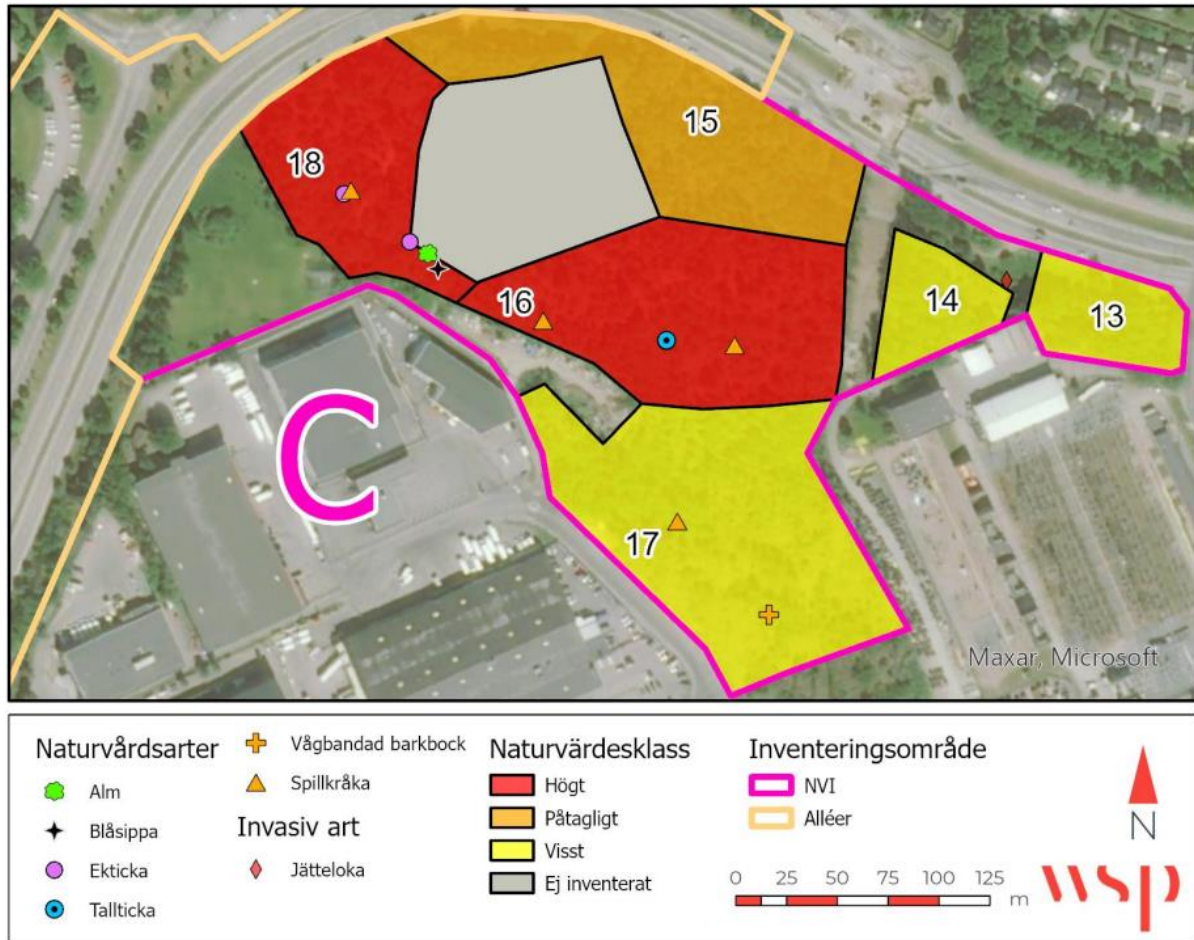 15
18
16
14
13
C
17
Maxar, Microsoft
Naturvårdsarter
Alm
Blåsippa
Ekticka
Tallticka
Vågbandad barkbock
Spillkråka
Invasiv art
Jätteloka
Naturvärdesklass
Högt
Påtagligt
Visst
Ej inventerat
Inventeringsområde
NVI
Alléer
0 25 50 75 100 125
m
N
wsp